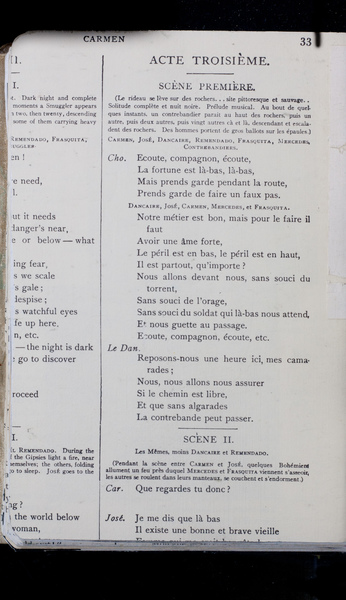 CARMEN
33
II.
I.
Dark night and complete
moments a Smuggler appears
two, then twenty, descending
some of them carrying heavy
REMENDADO, FRASQUITA,
en!
e need,
l.
ut it needs
danger's near,
e or below — what
ing fear,
s we scale
s gale;
despise;
s watchful eyes
fe up here,
n, etc.
— the night is dark
go to discover
roceed
I.
REMENDADO. During the
the Gipsies light a fire, near
emselves; the others, folding
to sleep. JOSÉ goes to the
ng?
the world below
woman,
ACTE TROISIÈME.
SCÈNE PREMIÈRE.
(Le rideau se lève sur des rochers... site pittoresque et sauvage..
Solitude complète et nuit noire. Prélude musical. Au bout de quel
ques instants, un contrebandier paraît au haut des rochers, puis un
autre, puis deux autres, puis vingt autres çà et là, descendant et escala-
dent des rochers. Des hommes portent de gros ballots sur les épaules.)
CARMEN, JOSÉ, DANCAIRE, REMENDADO, FRASQUITA, MERCEDES,
CONTREBANDIERS.
Cho. Ecoute, compagnon, écoute,
La fortune est là-bas, là-bas,
Mais prends garde pendant la route,
Prends garde de faire un faux pas.
DANCAIRE, JOSÉ, CARMEN, MERCEDES, et FRASQUITA.
Notre métier est bon, mais pour le faire il
faut
Avoir une âme forte,
Le péril est en bas, le péril est en haut,
Il est partout, qu'importe?
Nous allons devant nous, sans souci du
torrent,
Sans souci de l'orage,
Sans souci du soldat qui là-bas nous attend,
Et nous guette au passage.
Ecoute, compagnon, écoute, etc.
Le Dan.
Reposons-nous une heure ici, mes cama-
rades;
Nous, nous allons nous assurer
Si le chemin est libre,
Et que sans algarades
La contrebande peut passer.
SCÈNE II.
LES MÊMES, moins DANCAIRE et REMENDADO.
(Pendant la scène entre CARMEN et JOSÉ, quelques Bohémiens
allument un feu près duquel MERCEDES et FRASQUITA viennent s'asseoir,
les autres se roulent dans leurs manteaux, se couchent et s'endorment.)
Car. Que regardes tu donc?
José. Je me dis que là bas
Il existe une bonne et brave vieille